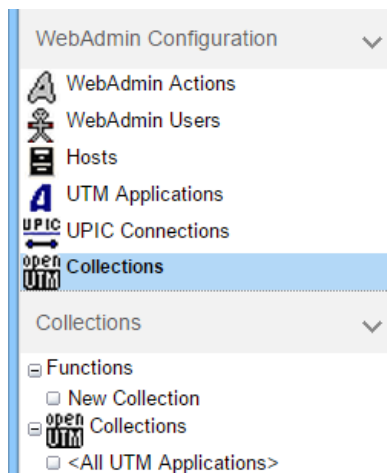 WebAdmin Configuration
WebAdmin Actions
WebAdmin Users
Hosts
UTM Applications
UPIC UPIC Connections
open UTM Collections
Collections
Functions
New Collection
open UTM Collections
<All UTM Applications>